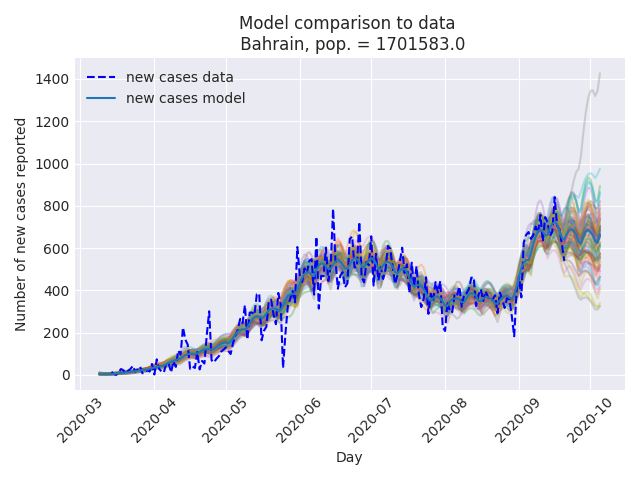 Model comparison to data
Bahrain, pop. = 1701583.0
new cases data
new cases model
Number of new cases reported
1400
1200
1000
800
600
400
200
0
2020-03
2020-04
2020-05
2020-06
2020-07
2020-08
2020-09
2020-10
Day